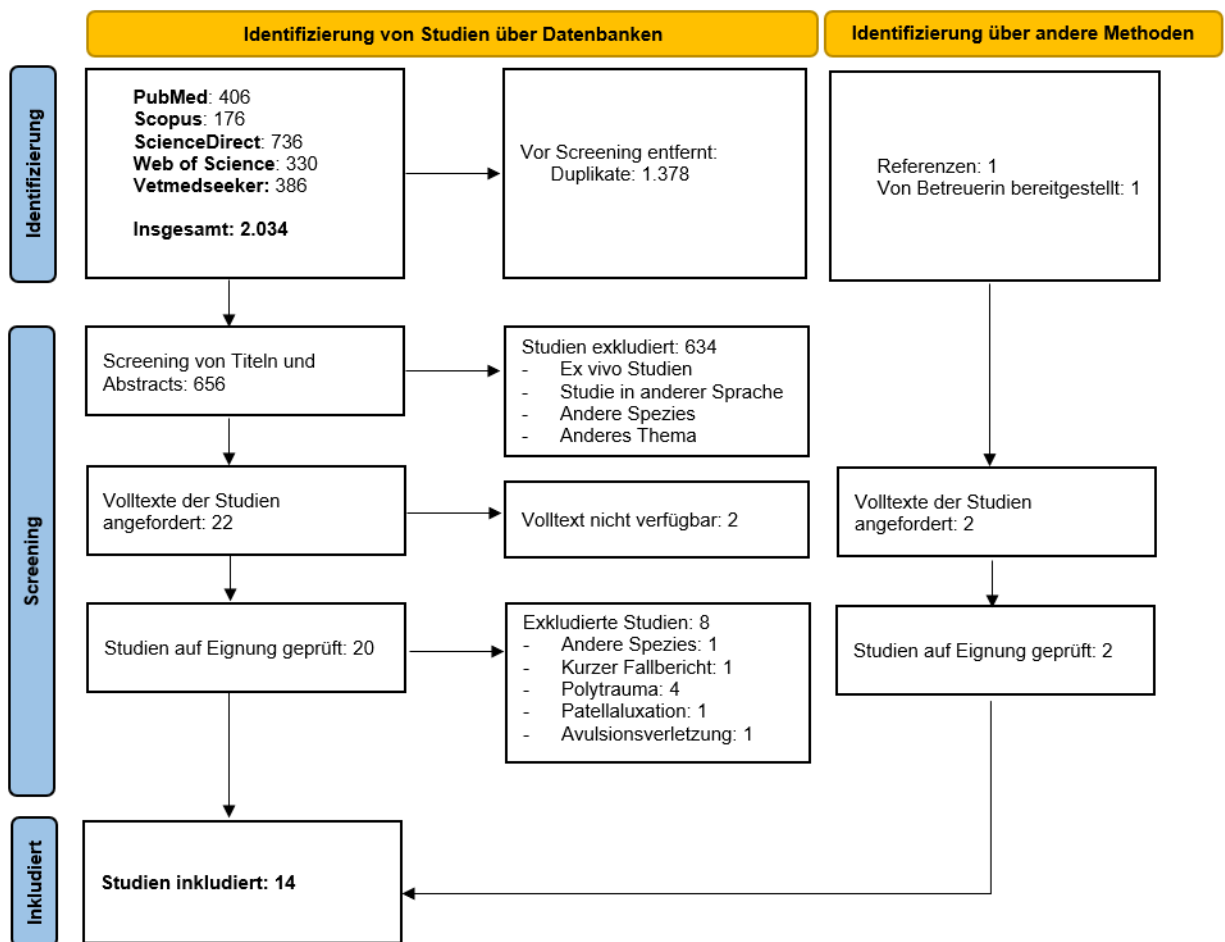 Identifizierung von Studien über Datenbanken
Identifizierung über andere Methoden
Identifizierung
PubMed: 406
Scopus: 176
ScienceDirect: 736
Web of Science: 330
Vetmedseeker: 386
Insgesamt: 2.034
Vor Screening entfernt:
Duplikate: 1.378
Referenzen: 1
Von Betreuerin bereitgestellt: 1
Screening
Screening von Titeln und
Abstracts: 656
Studien exkludiert: 634
- Ex vivo Studien
- Studie in anderer Sprache
- Andere Spezies
- Anderes Thema
Volltexte der Studien
angefordert: 22
Volltext nicht verfügbar: 2
Volltexte der Studien
angefordert: 2
Studien auf Eignung geprüft: 20
Exkludierte Studien: 8
- Andere Spezies: 1
- Kurzer Fallbericht: 1
- Polytrauma: 4
- Patellaluxation: 1
- Avulsionsverletzung: 1
Studien auf Eignung geprüft: 2
Inkludiert
Studien inkludiert: 14